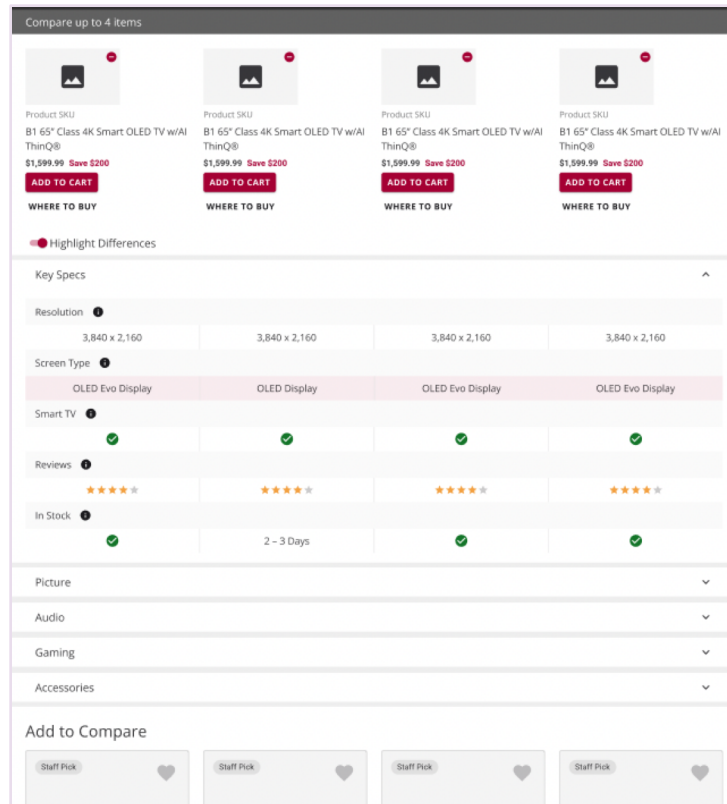 Compare up to 4 items
Product SKU Product SKU Product SKU Product SKU
B1 65" Class 4K Smart OLED TV w/AI B1 65" Class 4K Smart OLED TV w/AI B1 65" Class 4K Smart OLED TV w/AI B1 65" Class 4K Smart OLED TV w/AI
ThinQ® ThinQ® ThinQ® ThinQ®
$1,599.99 Save $200 $1,599.99 Save $200 $1,599.99 Save $200 $1,599.99 Save $200
ADD TO CART ADD TO CART ADD TO CART ADD TO CART
WHERE TO BUY WHERE TO BUY WHERE TO BUY WHERE TO BUY
Highlight Differences
Key Specs
Resolution
3,840 x 2,160 3,840 x 2,160 3,840 x 2,160 3,840 x 2,160
Screen Type
OLED Evo Display OLED Display OLED Evo Display OLED Evo Display
Smart TV
Reviews
In Stock
2 – 3 Days
Picture
Audio
Gaming
Accessories
Add to Compare
Staff Pick Staff Pick Staff Pick Staff Pick